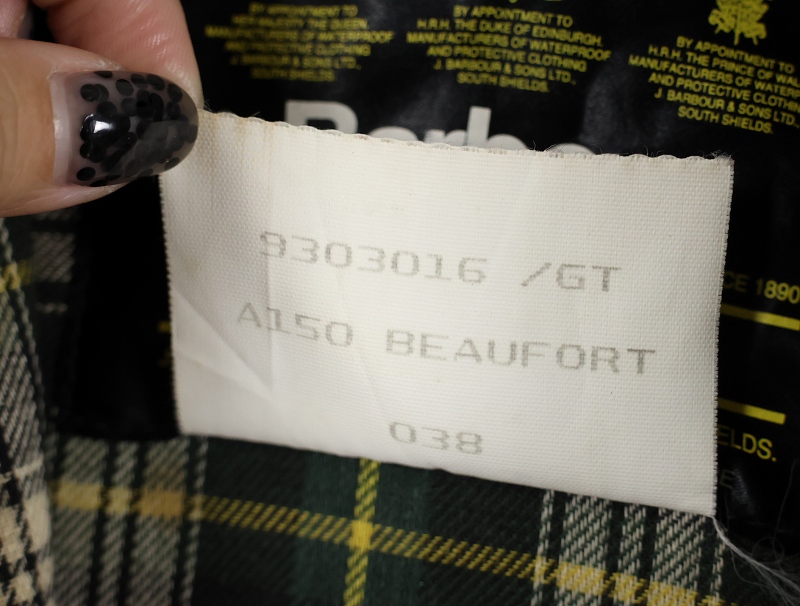 BY APPOINTMENT TO
HER MAJESTY THE QUEEN,
MANUFACTURERS OF WATERPROOF
AND PROTECTIVE CLOTHING
J. BARBOUR & SONS LTD.,
SOUTH SHIELDS.
BY APPOINTMENT TO
H.R.H. THE DUKE OF EDINBURGH.
MANUFACTURERS OF WATERPROOF
AND PROTECTIVE CLOTHING
J. BARBOUR & SONS LTD.,
SOUTH SHIELDS.
BY APPOINTMENT TO
H.R.H. THE PRINCE OF WAL
MANUFACTURERS OF WATERP
AND PROTECTIVE CLOTHIN
J. BARBOUR & SONS LTD.
SOUTH SHIELDS.
9303016 /GT
A150 BEAUFORT
038
CE 1890
ELDS.